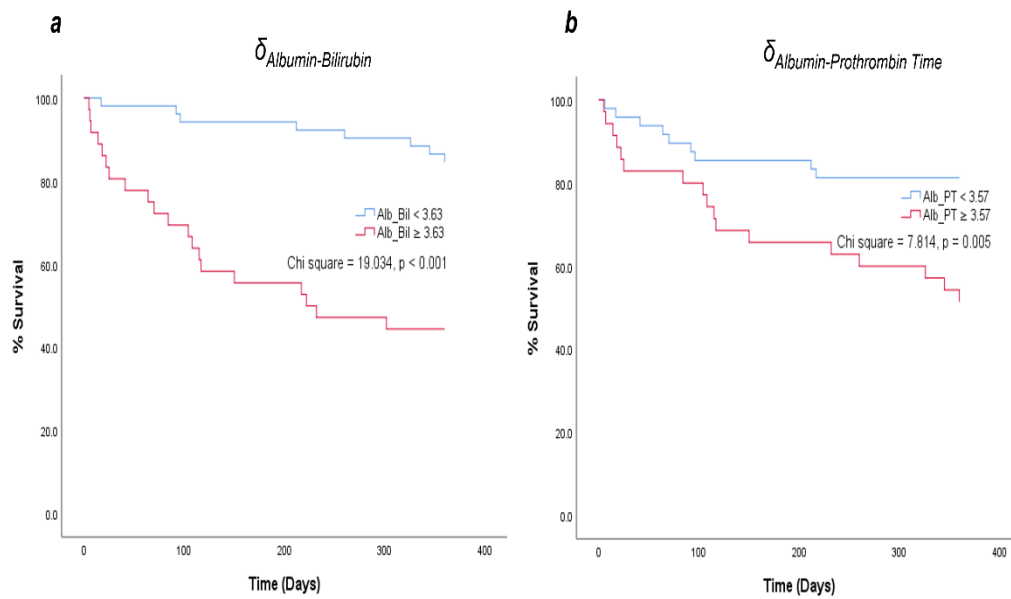 a
δAlbumin-Bilirubin
100.0
80.0
60.0
40.0
20.0
0.0
% Survival
Alb_Bil < 3.63
Alb_Bil ≥ 3.63
Chi square = 19.034, p < 0.001
0 100 200 300 400
Time (Days)
b
δAlbumin-Prothrombin Time
100.0
80.0
60.0
40.0
20.0
0.0
% Survival
Alb_PT < 3.57
Alb_PT ≥ 3.57
Chi square = 7.814, p = 0.005
0 100 200 300 400
Time (Days)